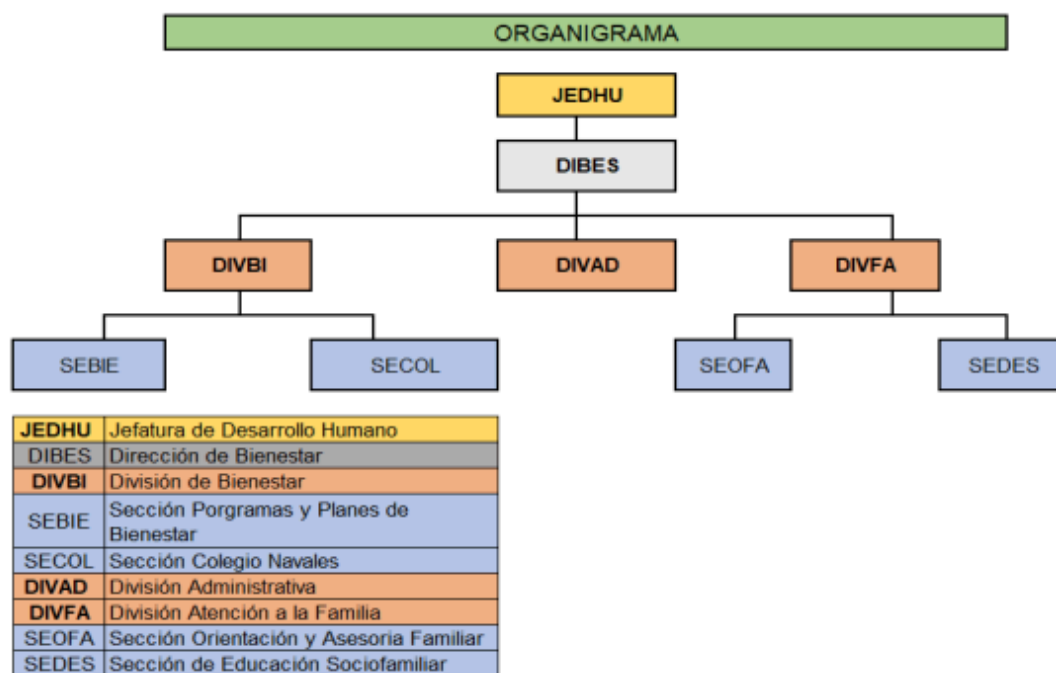 ORGANIGRAMA
JEDHU
DIBES
DIVBI DIVAD DIVFA
SEBIE SECOL SEOFA SEDES
JEDHU Jefatura de Desarrollo Humano
DIBES Dirección de Bienestar
DIVBI División de Bienestar
SEBIE Sección Porgramas y Planes de
Bienestar
SECOL Sección Colegio Navales
DIVAD División Administrativa
DIVFA División Atención a la Familia
SEOFA Sección Orientación y Asesoria Familiar
SEDES Sección de Educación Sociofamiliar